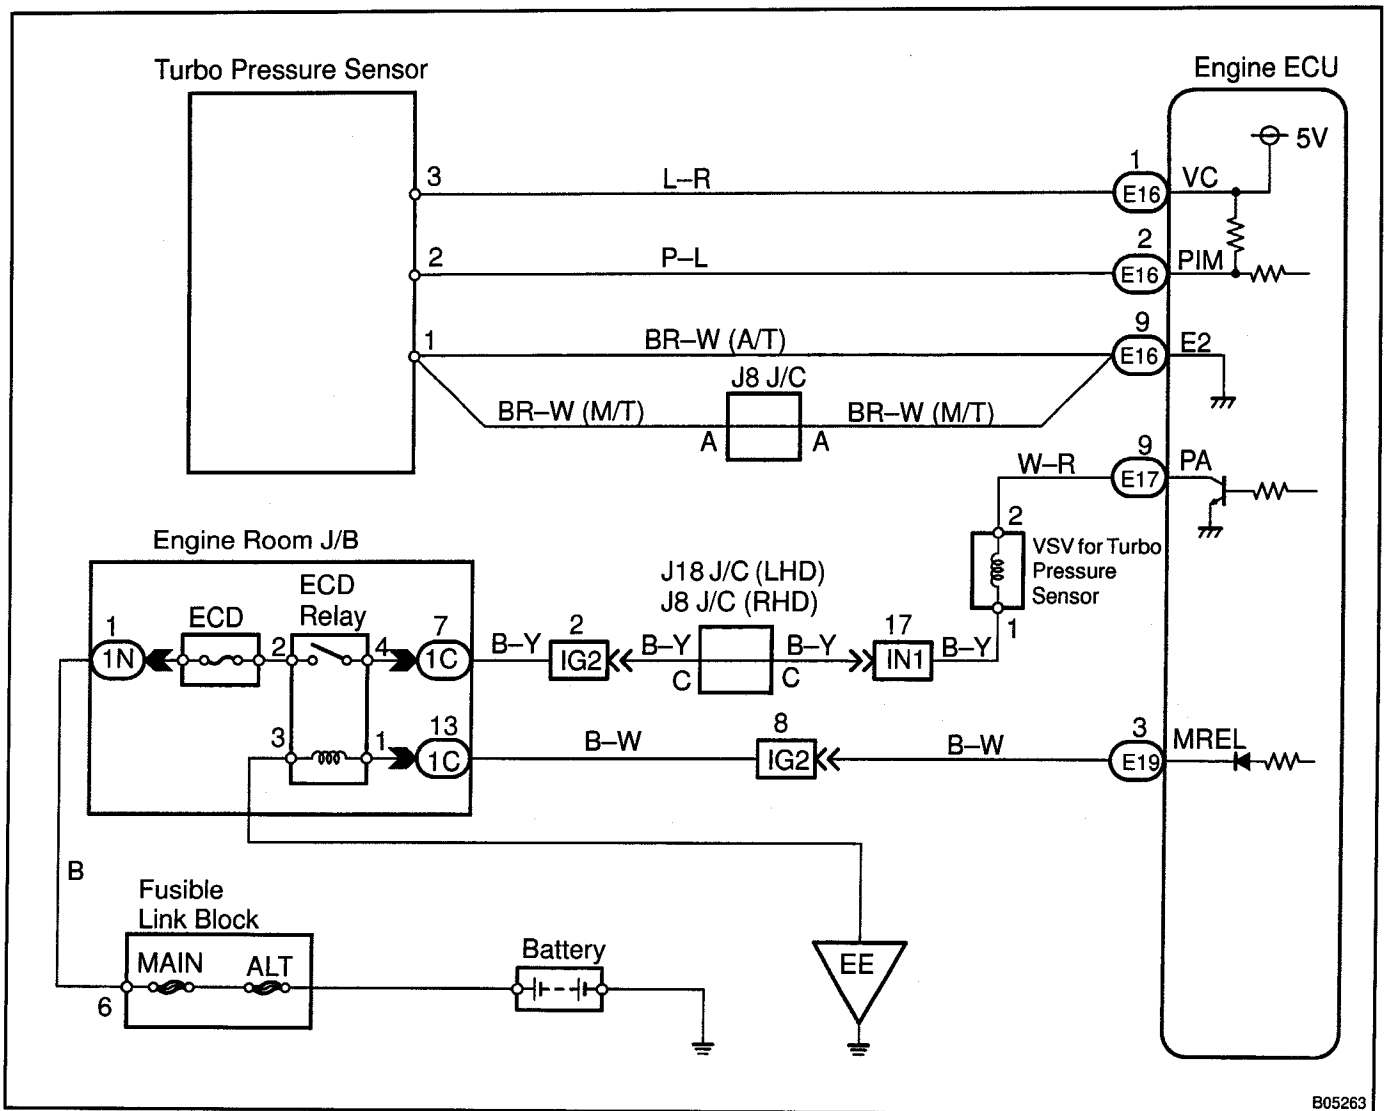 Turbo Pressure Sensor
Engine ECU
5V
3
L–R
1
E16
VC
2
P–L
2
E16
PIM
1
BR–W (A/T)
9
E16
E2
J8 J/C
BR–W (M/T)
A
A
BR–W (M/T)
W–R
9
E17
PA
2
VSV for Turbo
Pressure
Sensor
1
Engine Room J/B
ECD
ECD
Relay
1
1N
2
4
7
1C
B–Y
2
IG2
B–Y
J18 J/C (LHD)
J8 J/C (RHD)
C
C
B–Y
17
IN1
B–Y
3
1
13
1C
B–W
8
IG2
B–W
3
E19
MREL
B
Fusible
Link Block
MAIN
ALT
6
Battery
EE
B05263